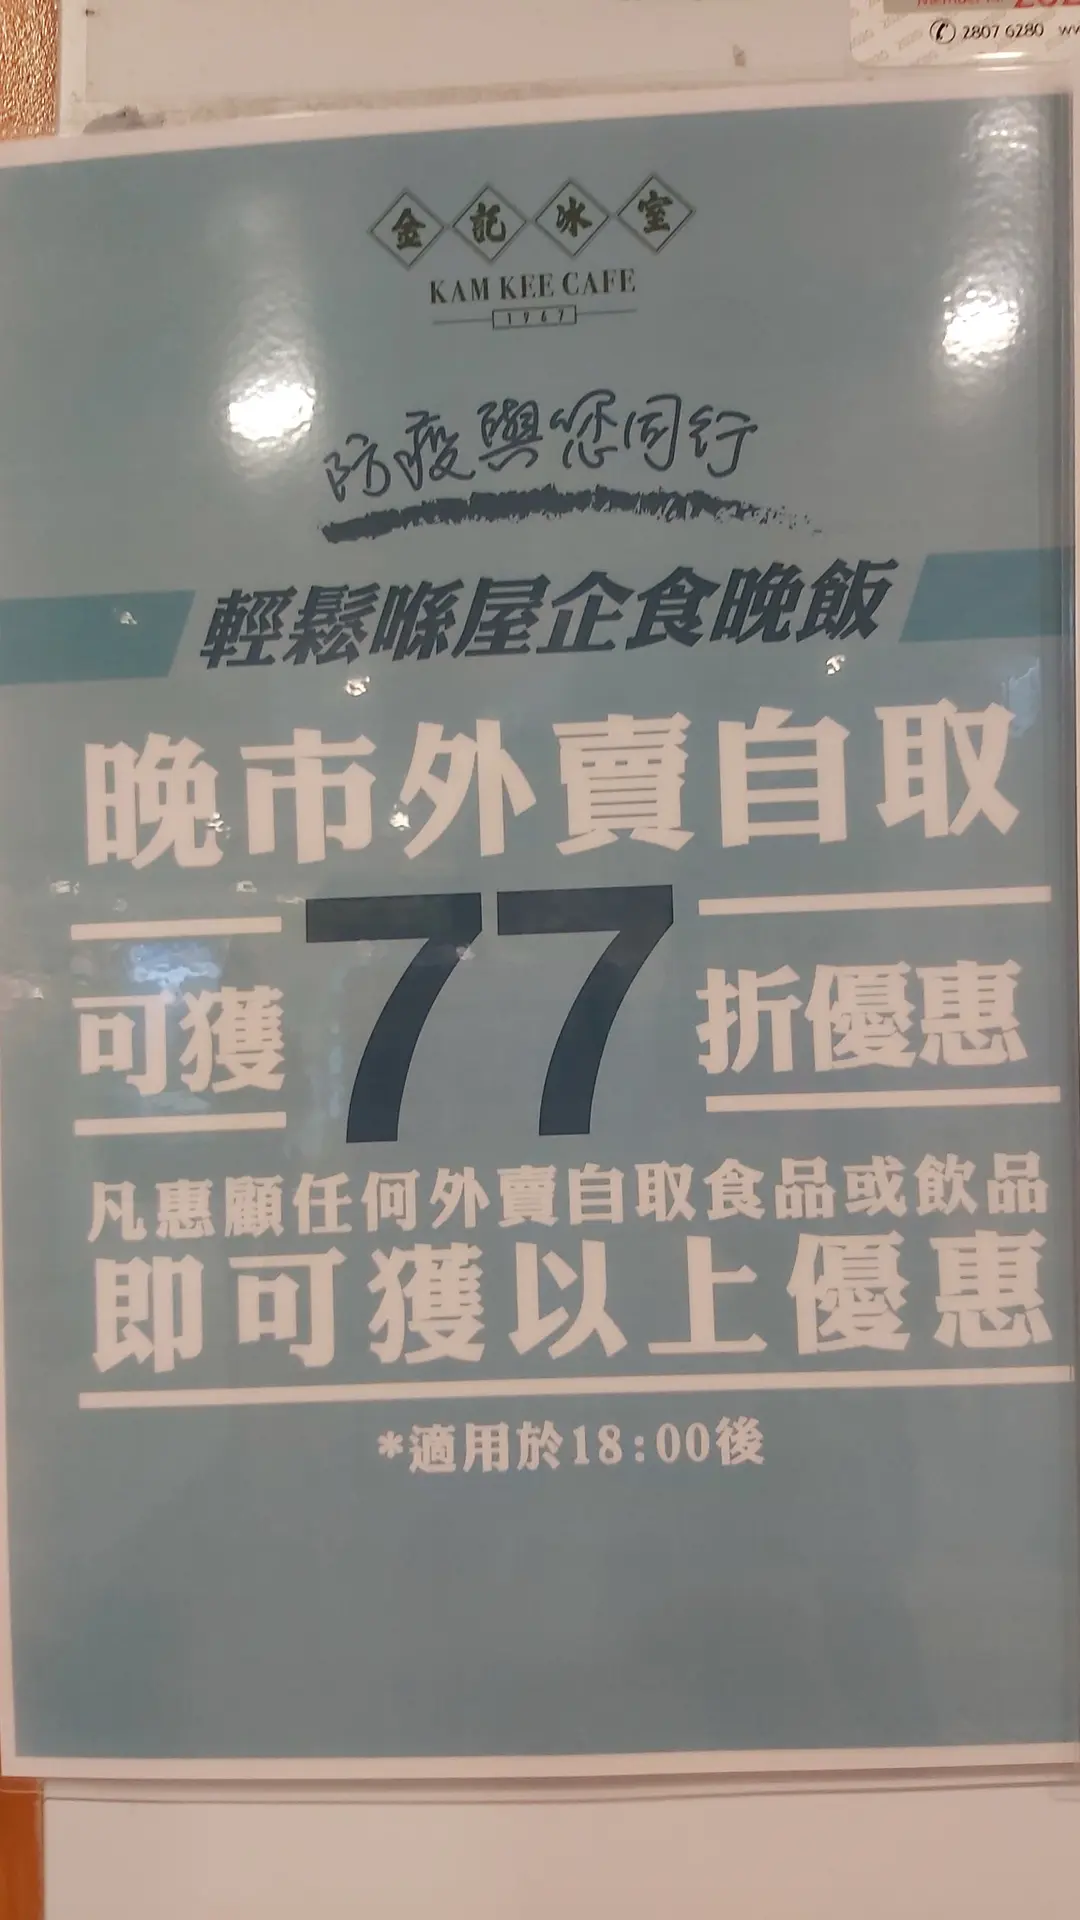 2807 6280
金記冰室
KAM KEE CAFE
1967
防疫與您同行
輕鬆喺屋企食晚飯
晚市外賣自取
可獲77折優惠
凡惠顧任何外賣自取食品或飲品
即可獲以上優惠
*適用於18:00後